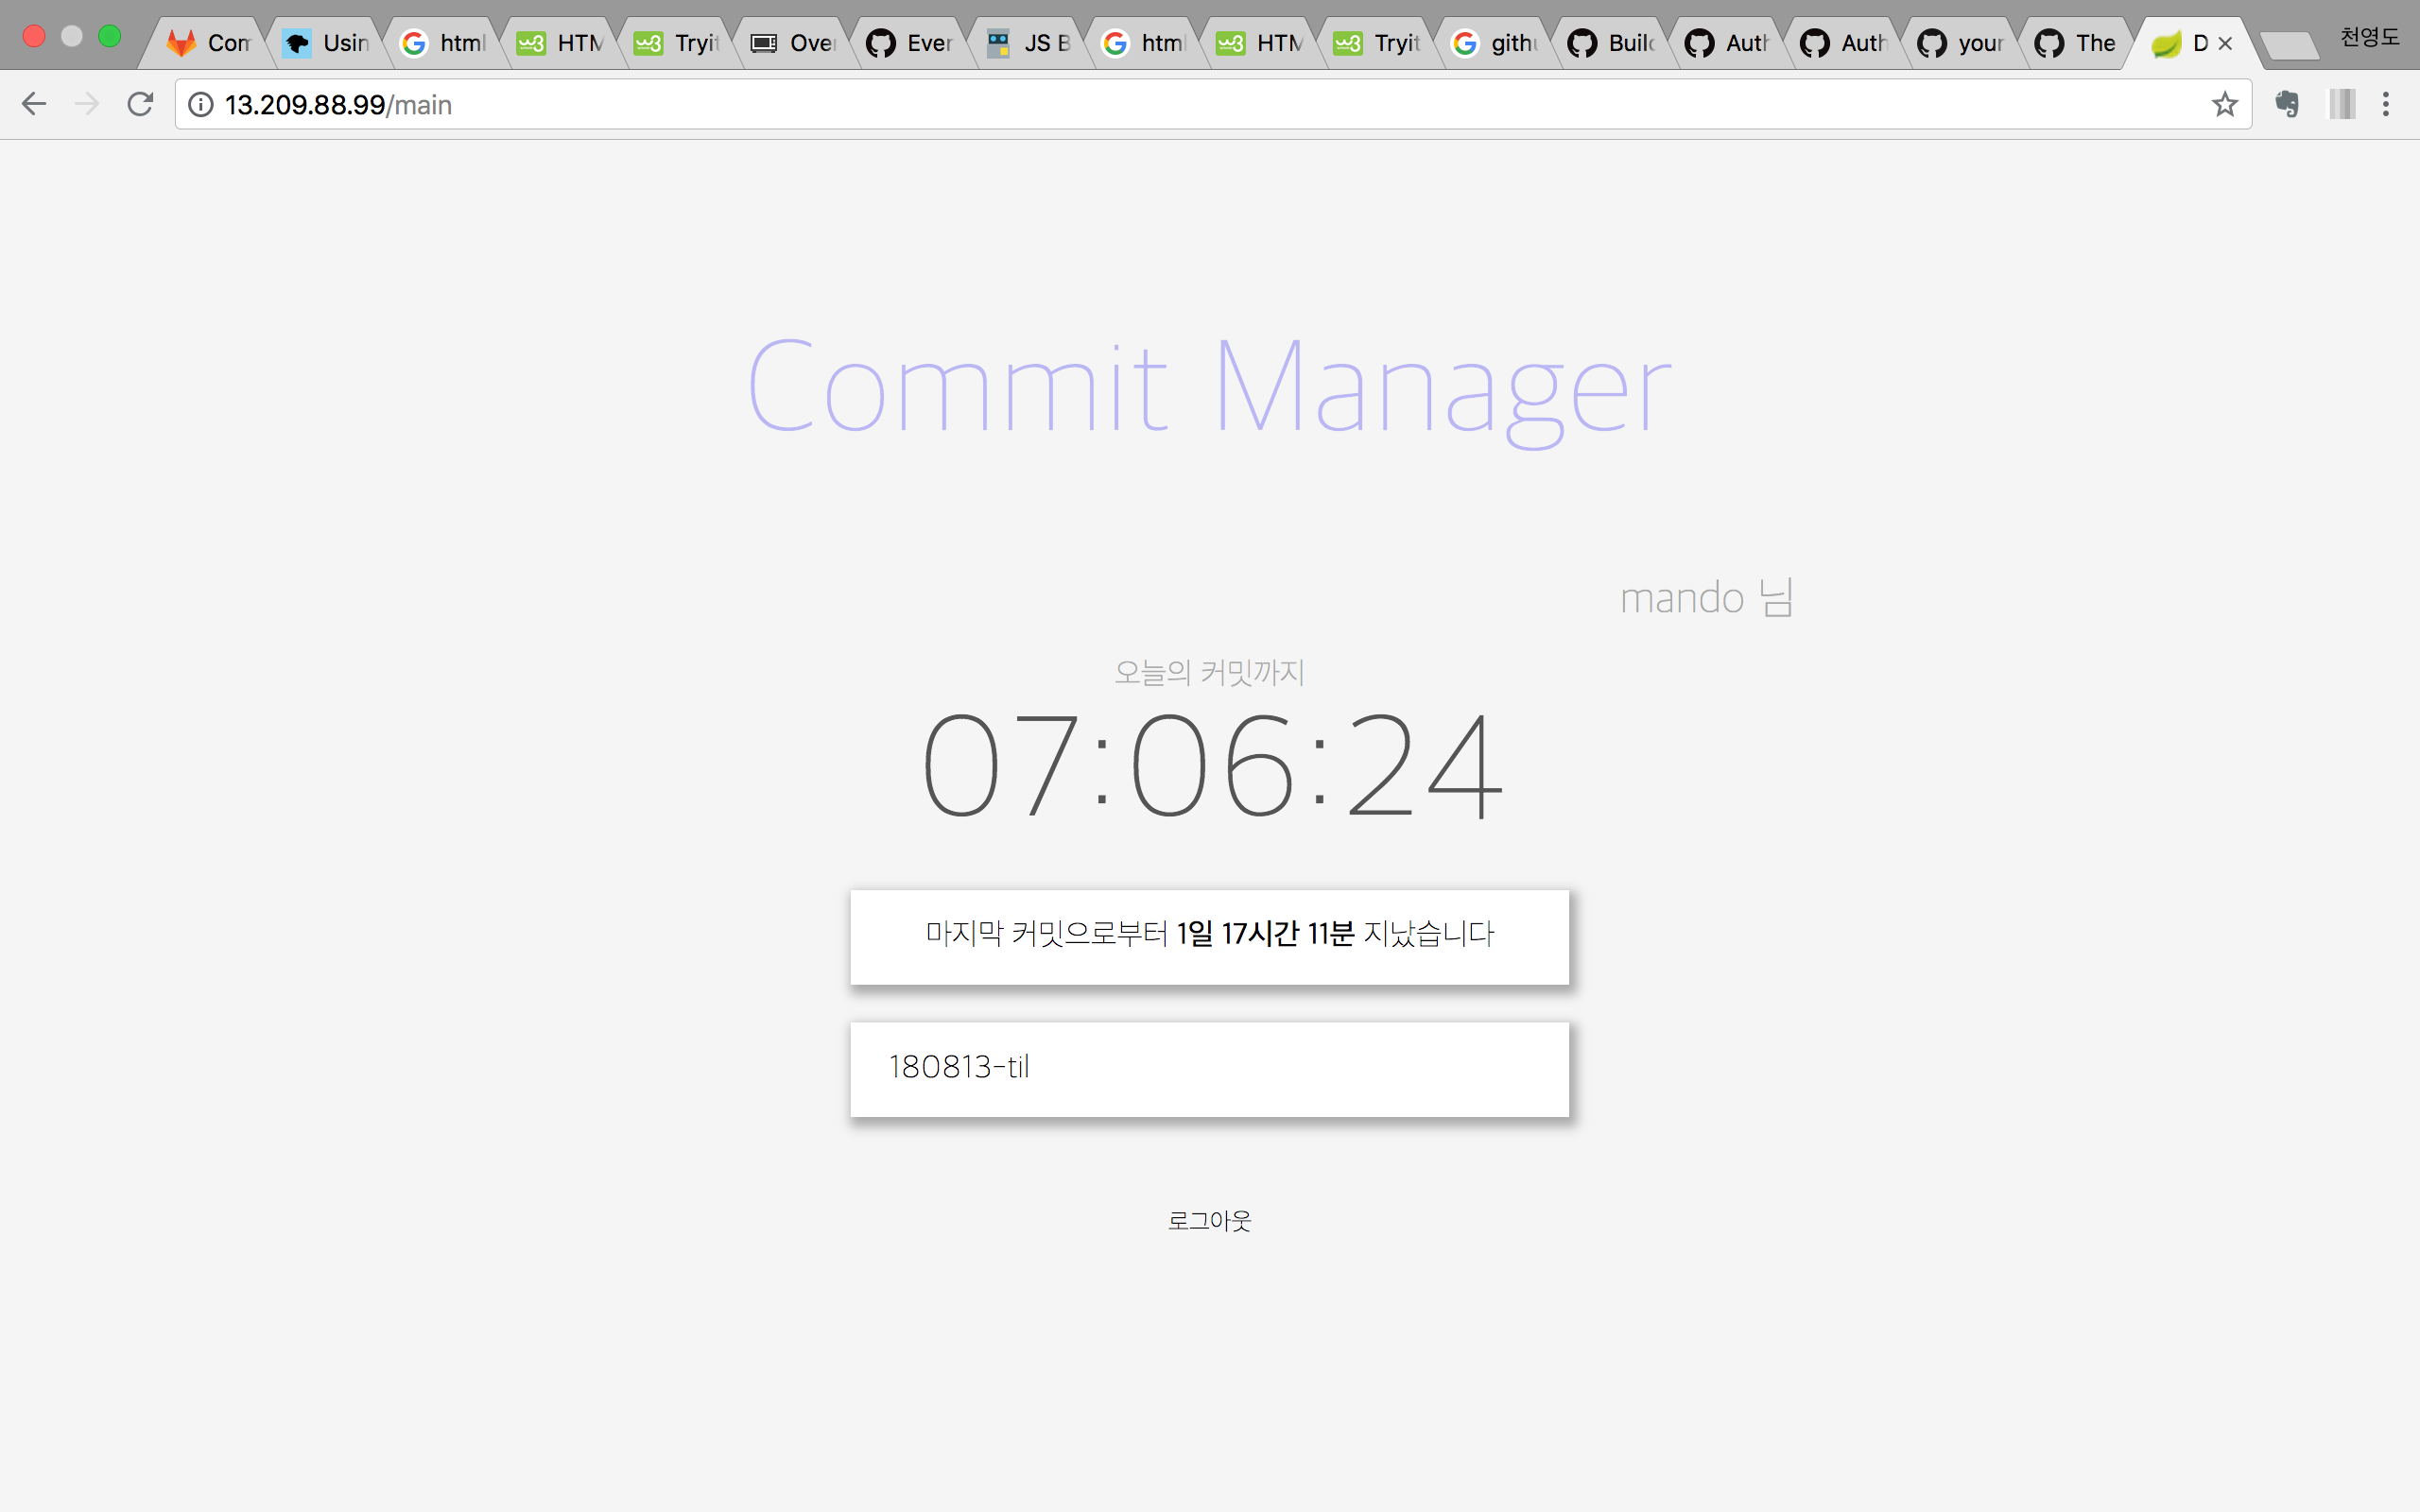 Com Usin html HTM Tryit Over Ever JS B html HTM Tryit gith Build Auth Auth your The D 천영도
13.209.88.99/main
Commit Manager
mando 님
오늘의 커밋까지
07:06:24
마지막 커밋으로부터 1일 17시간 11분 지났습니다
180813-til
로그아웃